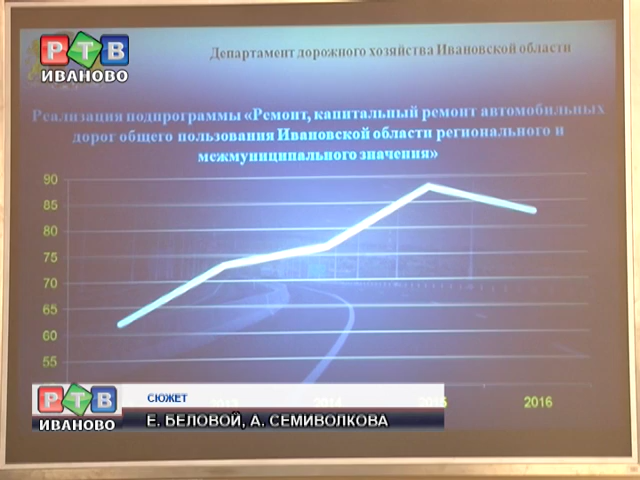 РТВ
ИВАНОВО
Департамент дорожного хозяйства Ивановской области
Реализация подпрограммы «Ремонт, капитальный ремонт автомобильных
дорог общего пользования Ивановской области регионального и
межмуниципального значения»
90
85
80
75
70
65
60
55
2016
РТВ
ИВАНОВО
СЮЖЕТ
Е. БЕЛОВОЙ, А. СЕМИВОЛКОВА